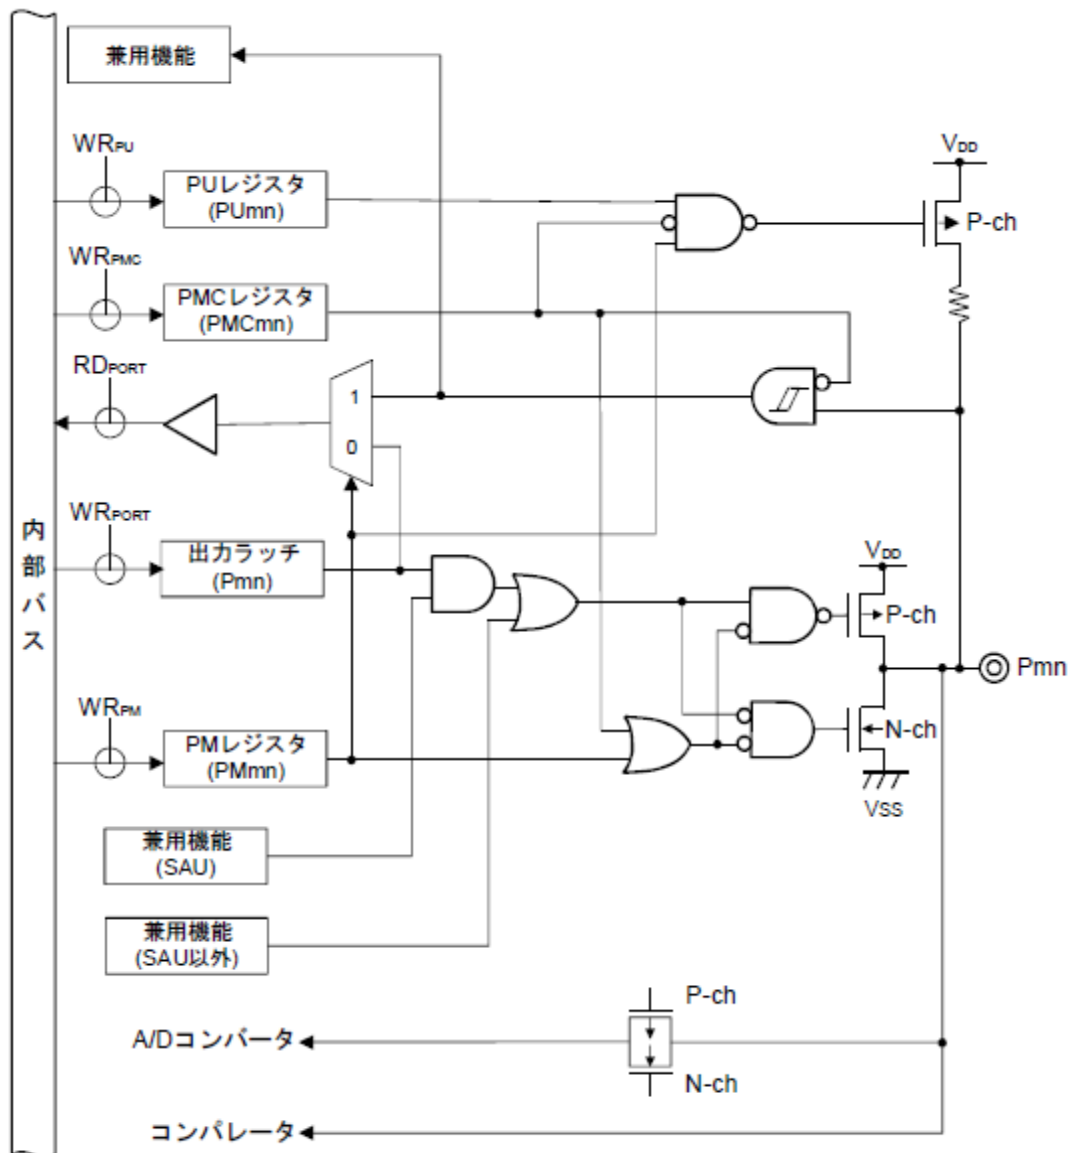 兼用機能
WRPU
PUレジスタ
(PUmn)
VDD
P-ch
WRPMC
PMCレジスタ
(PMCmn)
RDPORT
1
0
WRPORT
出力ラッチ
(Pmn)
内部バス
VDD
P-ch
Pmn
N-ch
VSS
WRPM
PMレジスタ
(PMmn)
兼用機能
(SAU)
兼用機能
(SAU以外)
P-ch
A/Dコンバータ
N-ch
コンパレータ